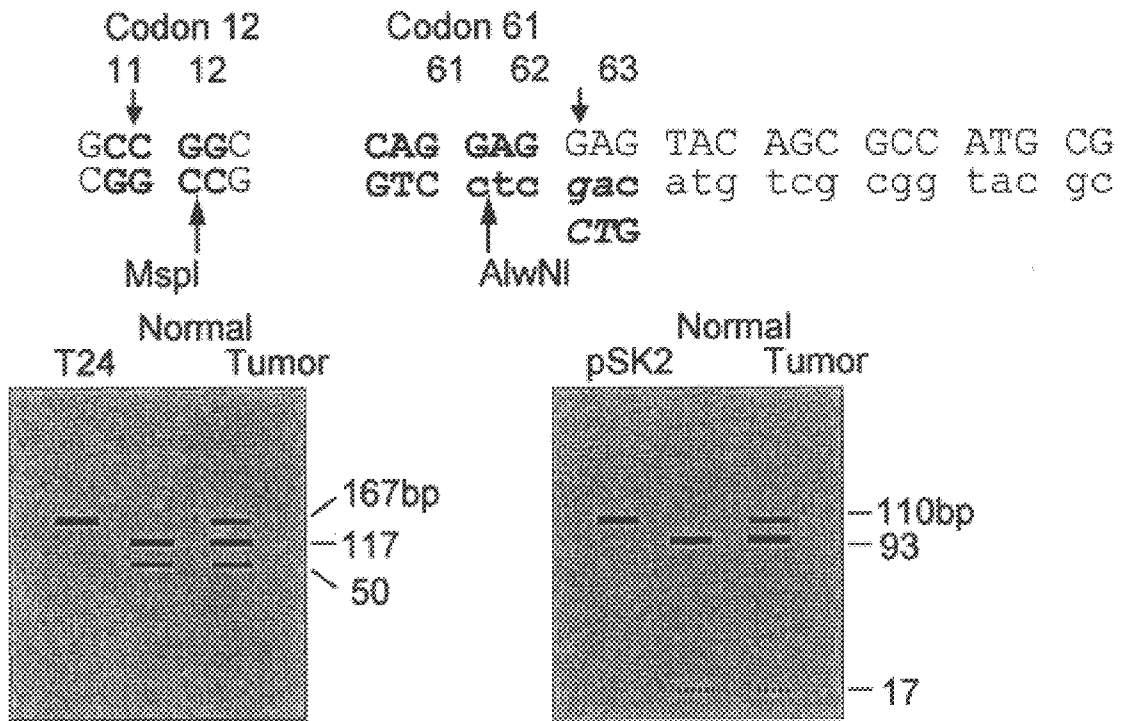 Codon 12 Codon 61
11 12 61 62 63
GCC GGC CAG GAG GAG TAC AGC GCC ATG CG
CGG CCG GTC ctc gac atg tcg cgg tac gc
CTG
MspI AlwNI
Normal Normal
T24 Tumor pSK2 Tumor
167bp 110bp
117 93
50
17